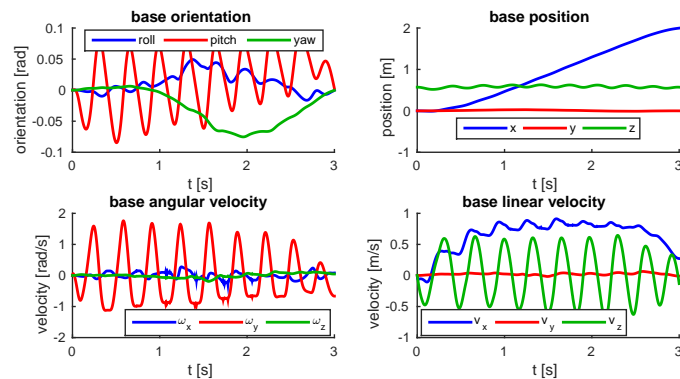 base orientation
roll pitch yaw
0.1
0.05
0
-0.05
-0.1
orientation [rad]
0 1 2 3
t [s]
base position
2
1
0
1
position [m]
x y z
0 1 2 3
t [s]
base angular velocity
2
1
0
-1
-2
velocity [rad/s]
ω_x ω_y ω_z
0 1 2 3
t [s]
base linear velocity
1
0.5
0
-0.5
1
velocity [m/s]
v_x v_y v_z
0 1 2 3
t [s]